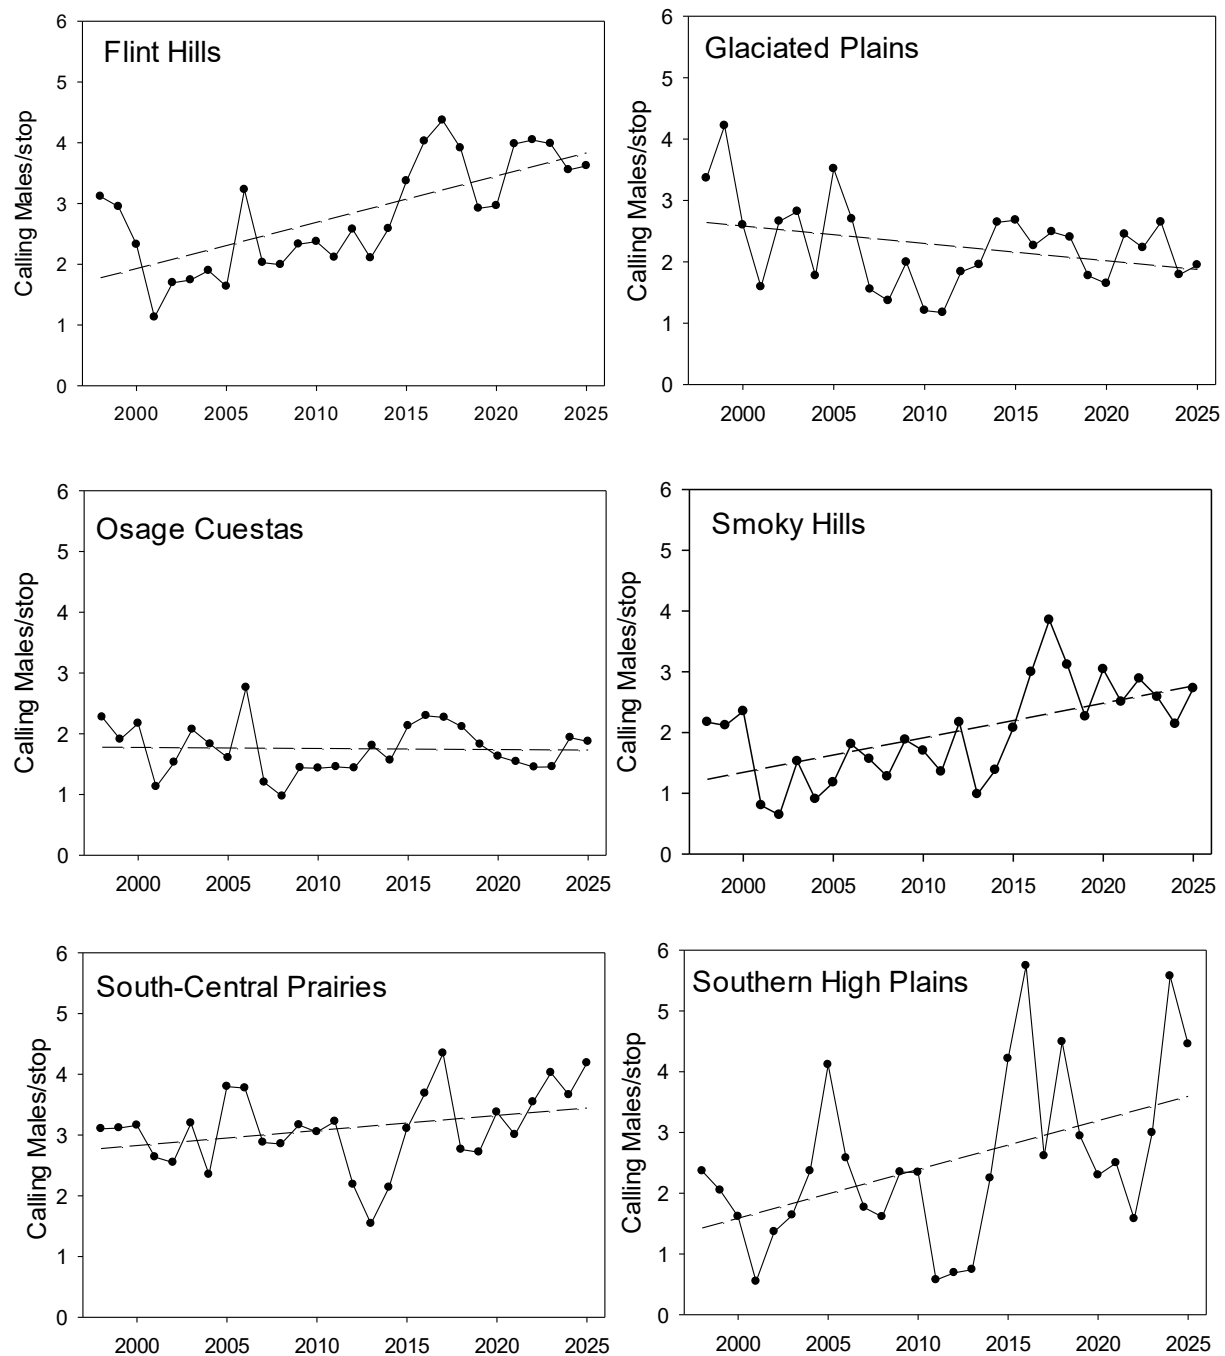 Flint Hills
Calling Males/stop
6
5
4
3
2
1
0
2000 2005 2010 2015 2020 2025
Glaciated Plains
Calling Males/stop
6
5
4
3
2
1
0
2000 2005 2010 2015 2020 2025
Osage Cuestas
Calling Males/stop
6
5
4
3
2
1
0
2000 2005 2010 2015 2020 2025
Smoky Hills
Calling Males/stop
6
5
4
3
2
1
0
2000 2005 2010 2015 2020 2025
South-Central Prairies
Calling Males/stop
6
5
4
3
2
1
0
2000 2005 2010 2015 2020 2025
Southern High Plains
Calling Males/stop
6
5
4
3
2
1
0
2000 2005 2010 2015 2020 2025